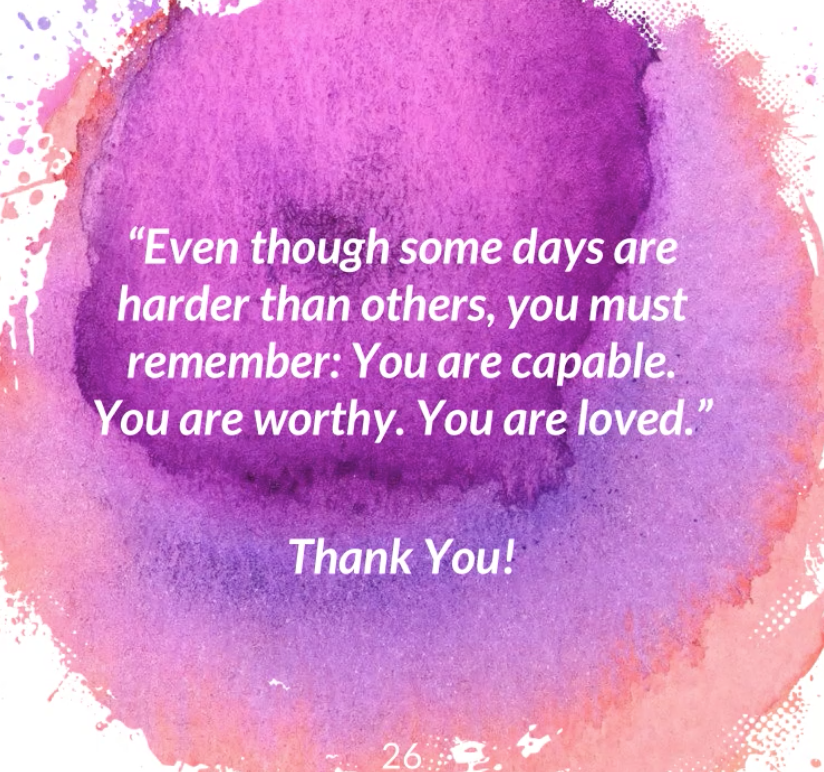 “Even though some days are
harder than others, you must
remember: You are capable.
You are worthy. You are loved.”
Thank You!
26